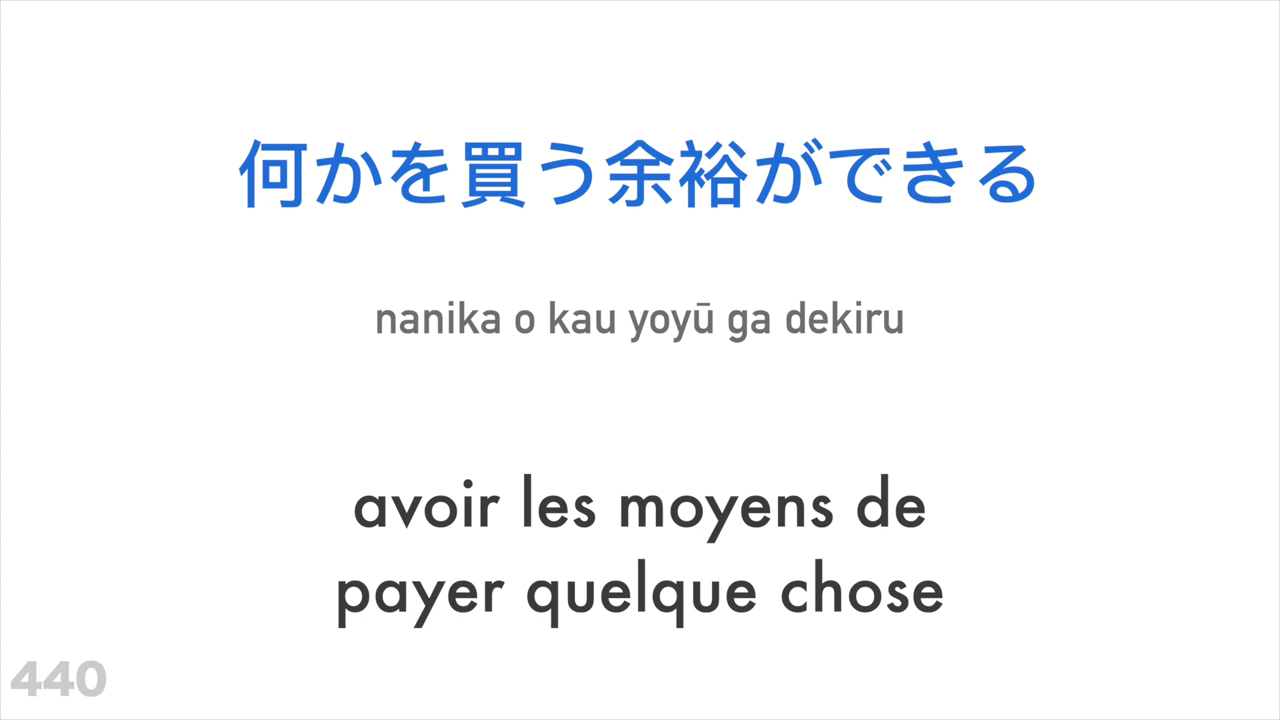 何かを買う余裕ができる
nanika o kau yoyū ga dekiru
avoir les moyens de
payer quelque chose
440